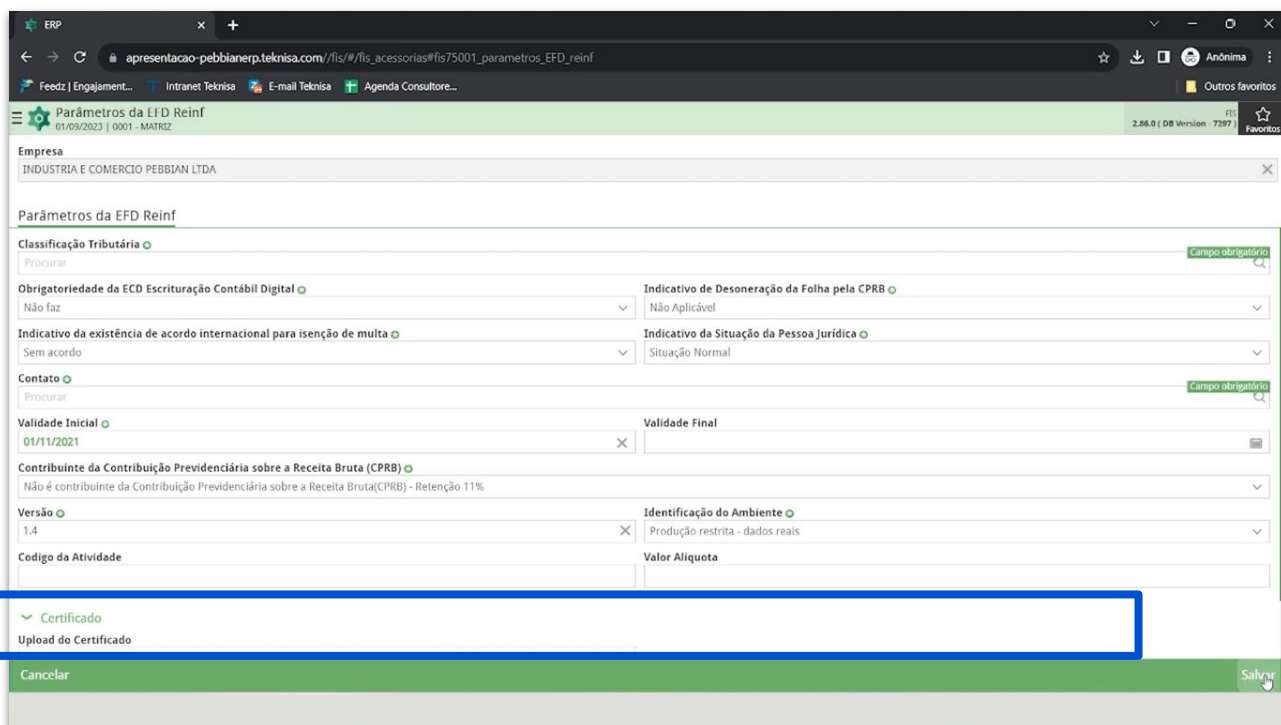 ERP
apresentacao-pebbianerp.teknisa.com//fis/#/fis_acessorias#fis75001_parametros_EFD_reinf
Anônima
Feedz | Engajament...
Intranet Teknisa
E-mail Teknisa
Agenda Consultore...
Outros favoritos
Parâmetros da EFD Reinf
01/09/2023 | 0001 - MATRIZ
FIS
2.86.0 ( DB Version - 7397 )
Favoritos
Empresa
INDUSTRIA E COMERCIO PEBBIAN LTDA
Parâmetros da EFD Reinf
Classificação Tributária
Campo obrigatório
Procurar
Obrigatoriedade da ECD Escrituração Contábil Digital
Indicativo de Desoneração da Folha pela CPRB
Não faz
Não Aplicável
Indicativo da existência de acordo internacional para isenção de multa
Indicativo da Situação da Pessoa Jurídica
Sem acordo
Situação Normal
Contato
Campo obrigatório
Procurar
Validade Inicial
Validade Final
01/11/2021
Contribuinte da Contribuição Previdenciária sobre a Receita Bruta (CPRB)
Não é contribuinte da Contribuição Previdenciária sobre a Receita Bruta(CPRB) - Retenção 11%
Versão
Identificação do Ambiente
1.4
Produção restrita - dados reais
Codigo da Atividade
Valor Aliquota
Certificado
Upload do Certificado
Cancelar
Salvar